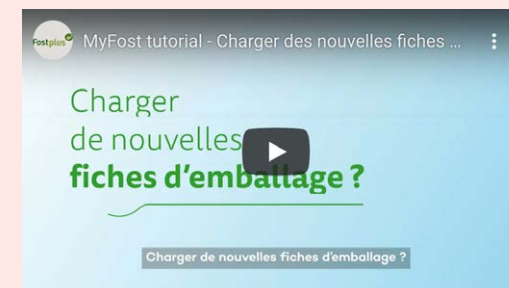 Fostplus
MyFost tutorial - Charger des nouvelles fiches ...
Charger
de nouvelles
fiches d'emballage ?
Charger de nouvelles fiches d'emballage ?